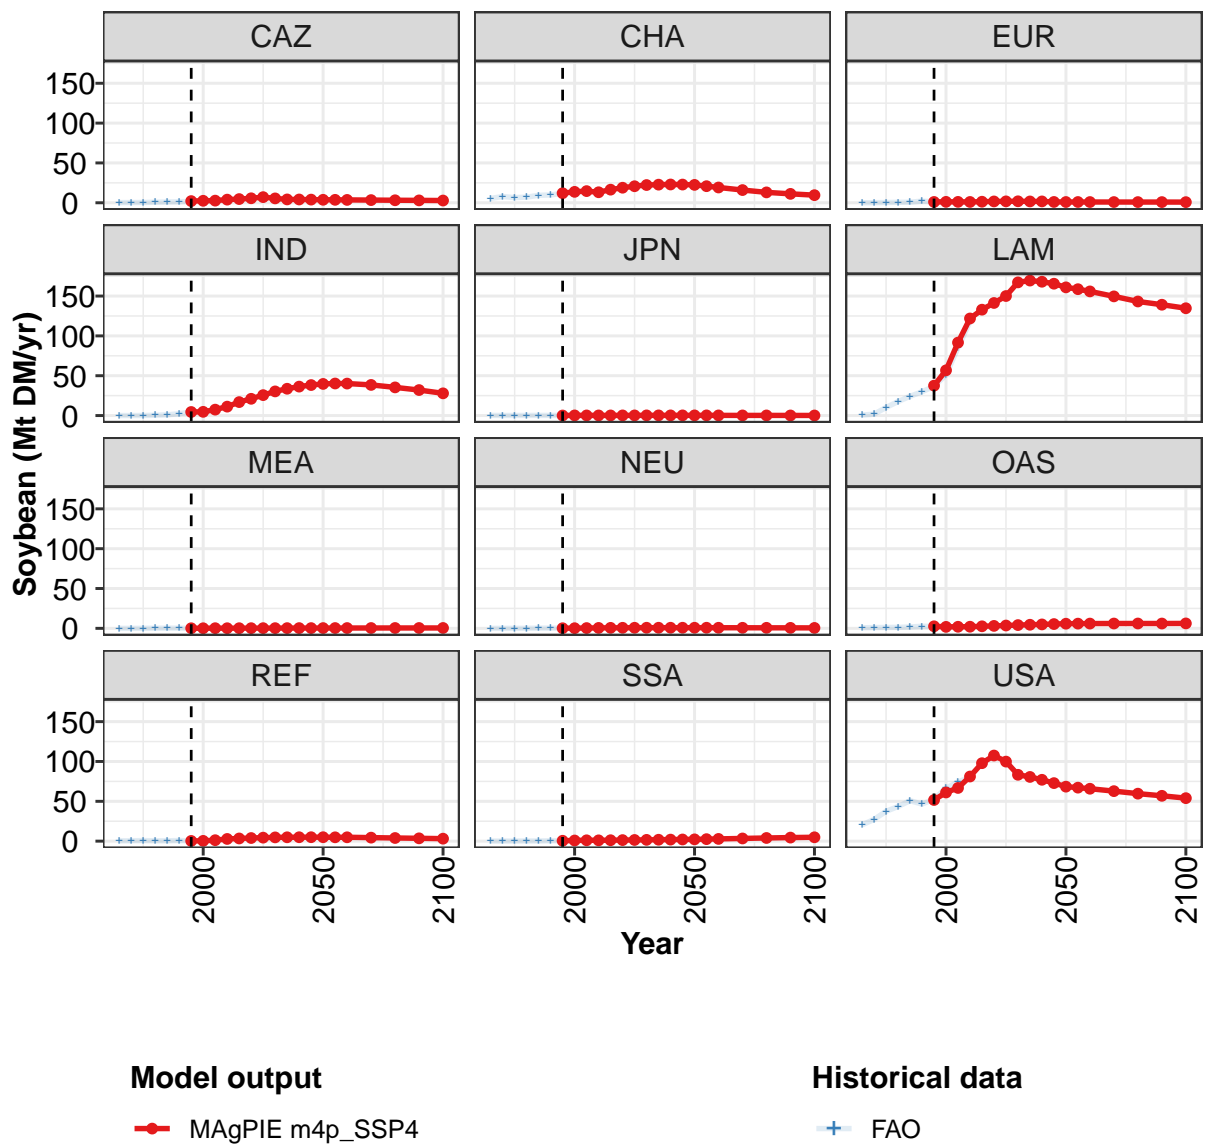 CAZ CHA EUR
150
100
50
0
IND JPN LAM
150
100
50
0
MEA NEU OAS
150
100
50
0
REF SSA USA
150
100
50
0
2000 2050 2100 2000 2050 2100 2000 2050 2100
Soybean (Mt DM/yr)
Year
Model output Historical data
MAgPIE m4p_SSP4 FAO